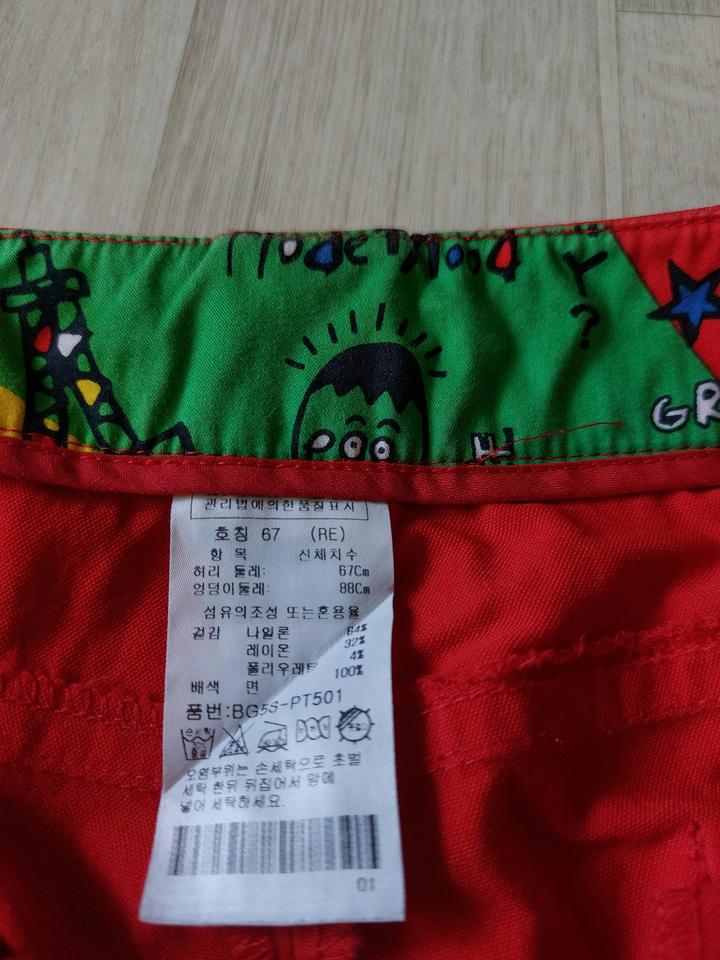 ?
GR
관리법에의한품질표시
호칭 67 (RE)
항 목 신체치수
허리 둘레: 67Cm
엉덩이둘레: 88Cm
섬유의조성 또는혼용율
겉감 나일론 64%
레이온 32%
폴리우레탄 4%
배색 면 100%
품번:BG5S-PT501
손세탁
오염부위는 손세탁으로 초벌
세탁 한뒤 뒤집어서 망에
넣어 세탁하세요.
01